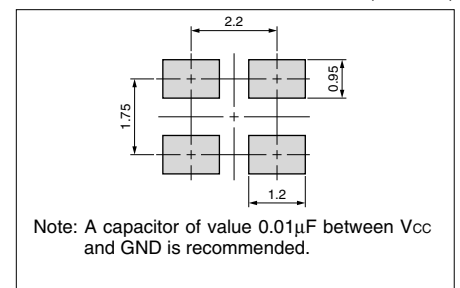 2.2
0.95
1.75
1.2
Note: A capacitor of value 0.01μF between Vcc
and GND is recommended.